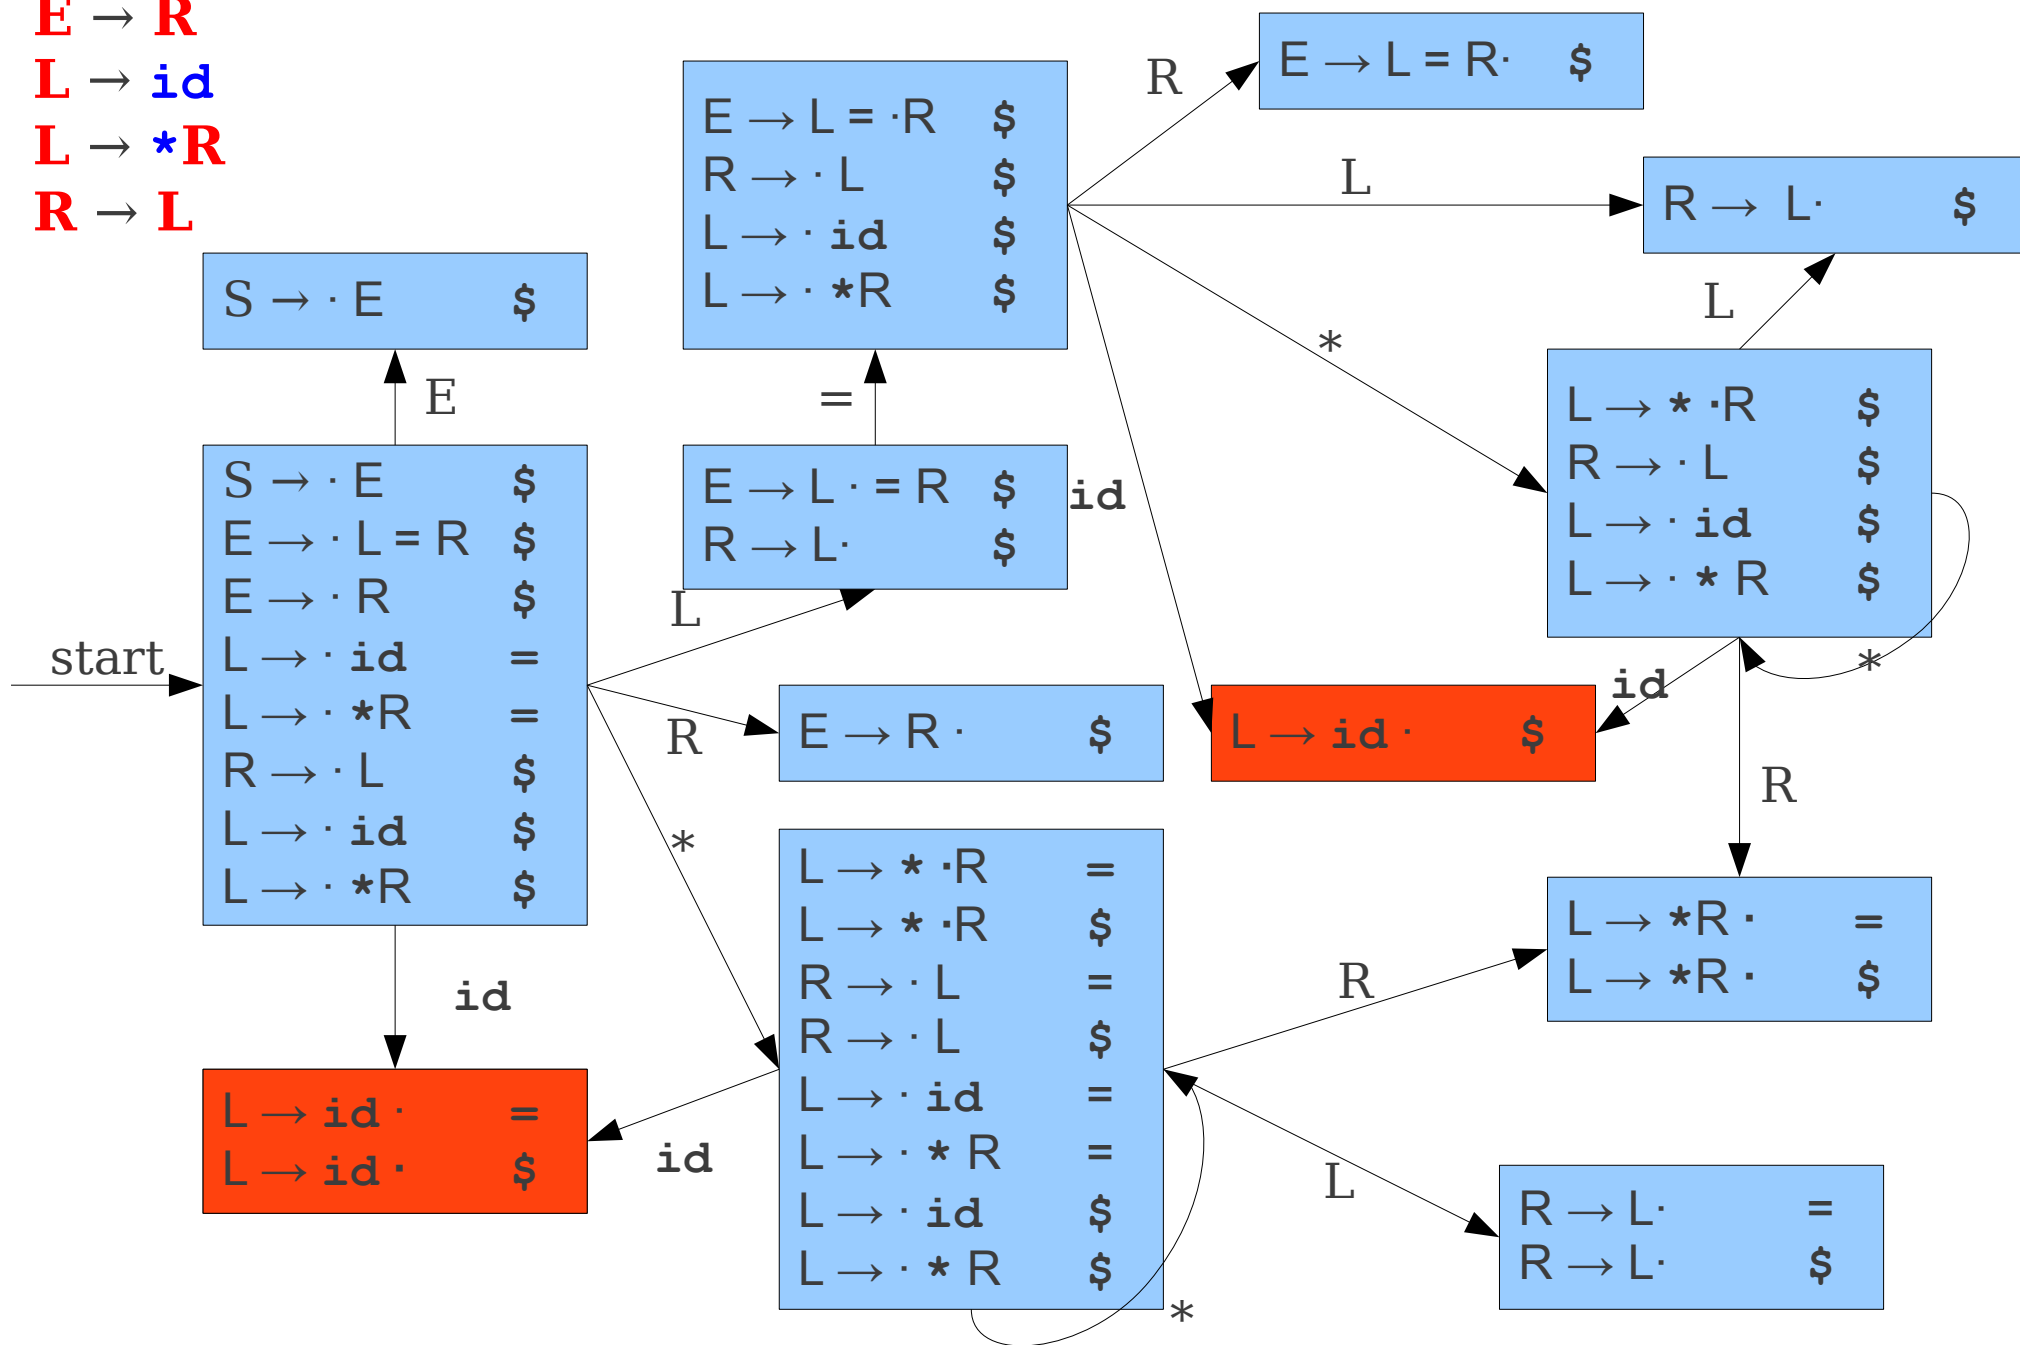 E → R
L → id
L → *R
R → L
S → · E $
E
start
S → · E $
E → · L = R $
E → · R $
L → · id =
L → · *R =
R → · L $
L → · id $
L → · *R $
id
L → id · =
L → id · $
E → L = ·R $
R → · L $
L → · id $
L → · *R $
=
E → L · = R $
R → L· $
id
L
R
*
E → R · $
L → * ·R =
L → * ·R $
R → · L =
R → · L $
L → · id =
L → · * R =
L → · id $
L → · * R $
id
*
R
E → L = R· $
L
R → L· $
L
*
L → * ·R $
R → · L $
L → · id $
L → · * R $
*
id
L → id · $
R
L → *R · =
L → *R · $
R
L
R → L· =
R → L· $